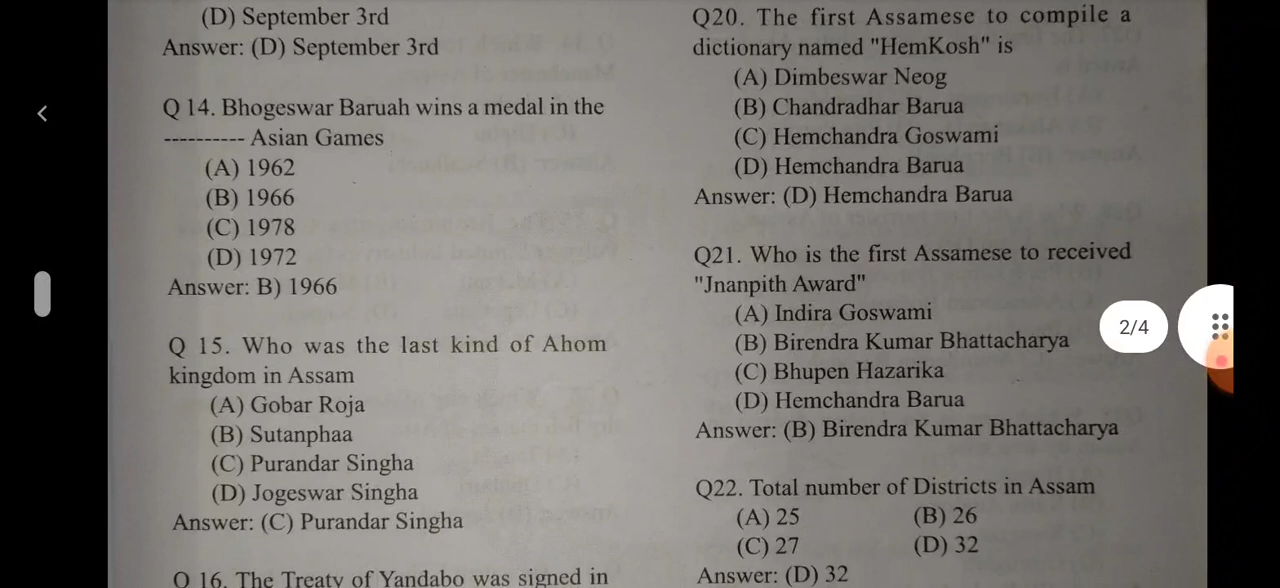 (D) September 3rd
Answer: (D) September 3rd
Q 14. Bhogeswar Baruah wins a medal in the
---------- Asian Games
(A) 1962
(B) 1966
(C) 1978
(D) 1972
Answer: B) 1966
Q 15. Who was the last kind of Ahom
kingdom in Assam
(A) Gobar Roja
(B) Sutanphaa
(C) Purandar Singha
(D) Jogeswar Singha
Answer: (C) Purandar Singha
Q 16. The Treaty of Yandabo was signed in
Q20. The first Assamese to compile a
dictionary named "HemKosh" is
(A) Dimbeswar Neog
(B) Chandradhar Barua
(C) Hemchandra Goswami
(D) Hemchandra Barua
Answer: (D) Hemchandra Barua
Q21. Who is the first Assamese to received
"Jnanpith Award"
(A) Indira Goswami
(B) Birendra Kumar Bhattacharya
(C) Bhupen Hazarika
(D) Hemchandra Barua
Answer: (B) Birendra Kumar Bhattacharya
Q22. Total number of Districts in Assam
(A) 25 (B) 26
(C) 27 (D) 32
Answer: (D) 32
2/4